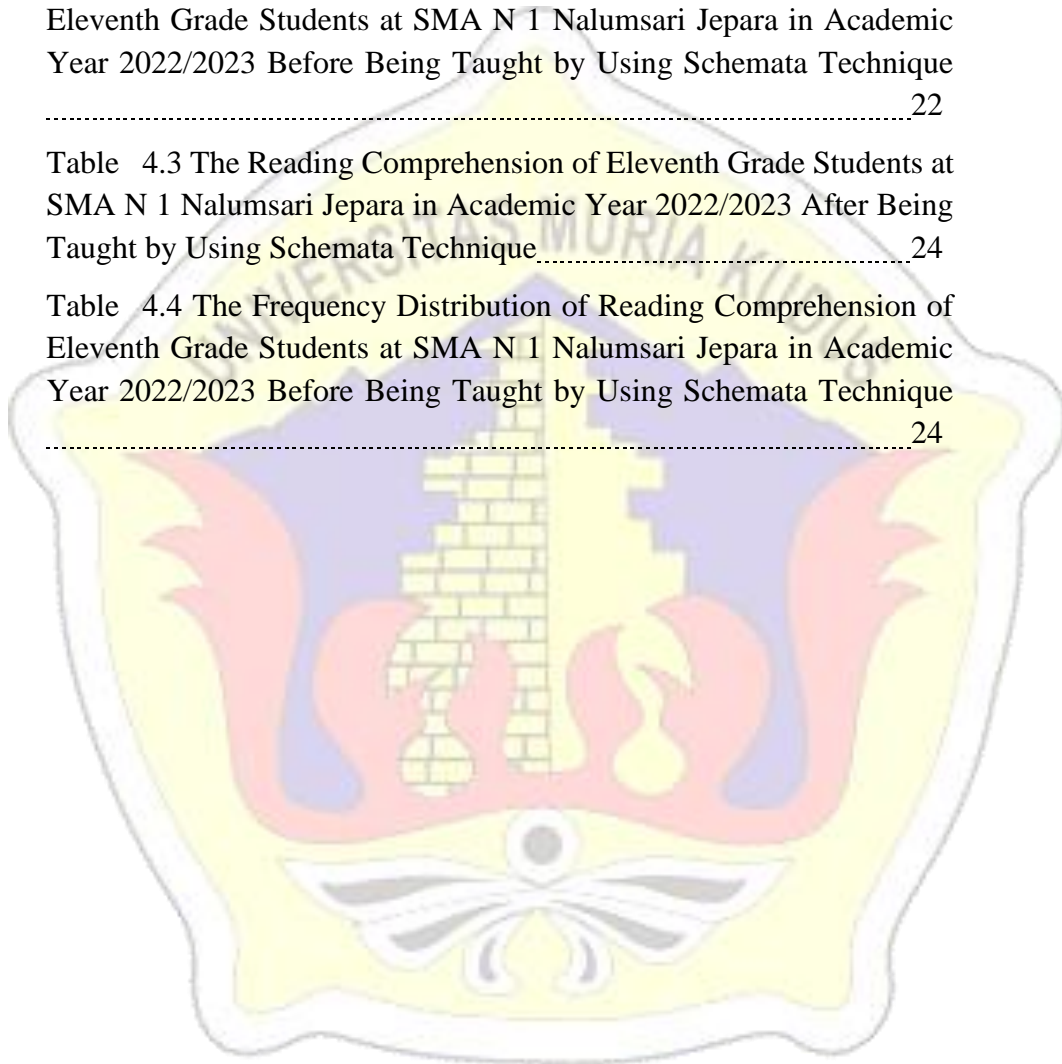 Eleventh Grade Students at SMA N 1 Nalumsari Jepara in Academic
Year 2022/2023 Before Being Taught by Using Schemata Technique
22
Table 4.3 The Reading Comprehension of Eleventh Grade Students at
SMA N 1 Nalumsari Jepara in Academic Year 2022/2023 After Being
Taught by Using Schemata Technique 24
Table 4.4 The Frequency Distribution of Reading Comprehension of
Eleventh Grade Students at SMA N 1 Nalumsari Jepara in Academic
Year 2022/2023 Before Being Taught by Using Schemata Technique
24
UNIVERSITAS MURIA KUDUS